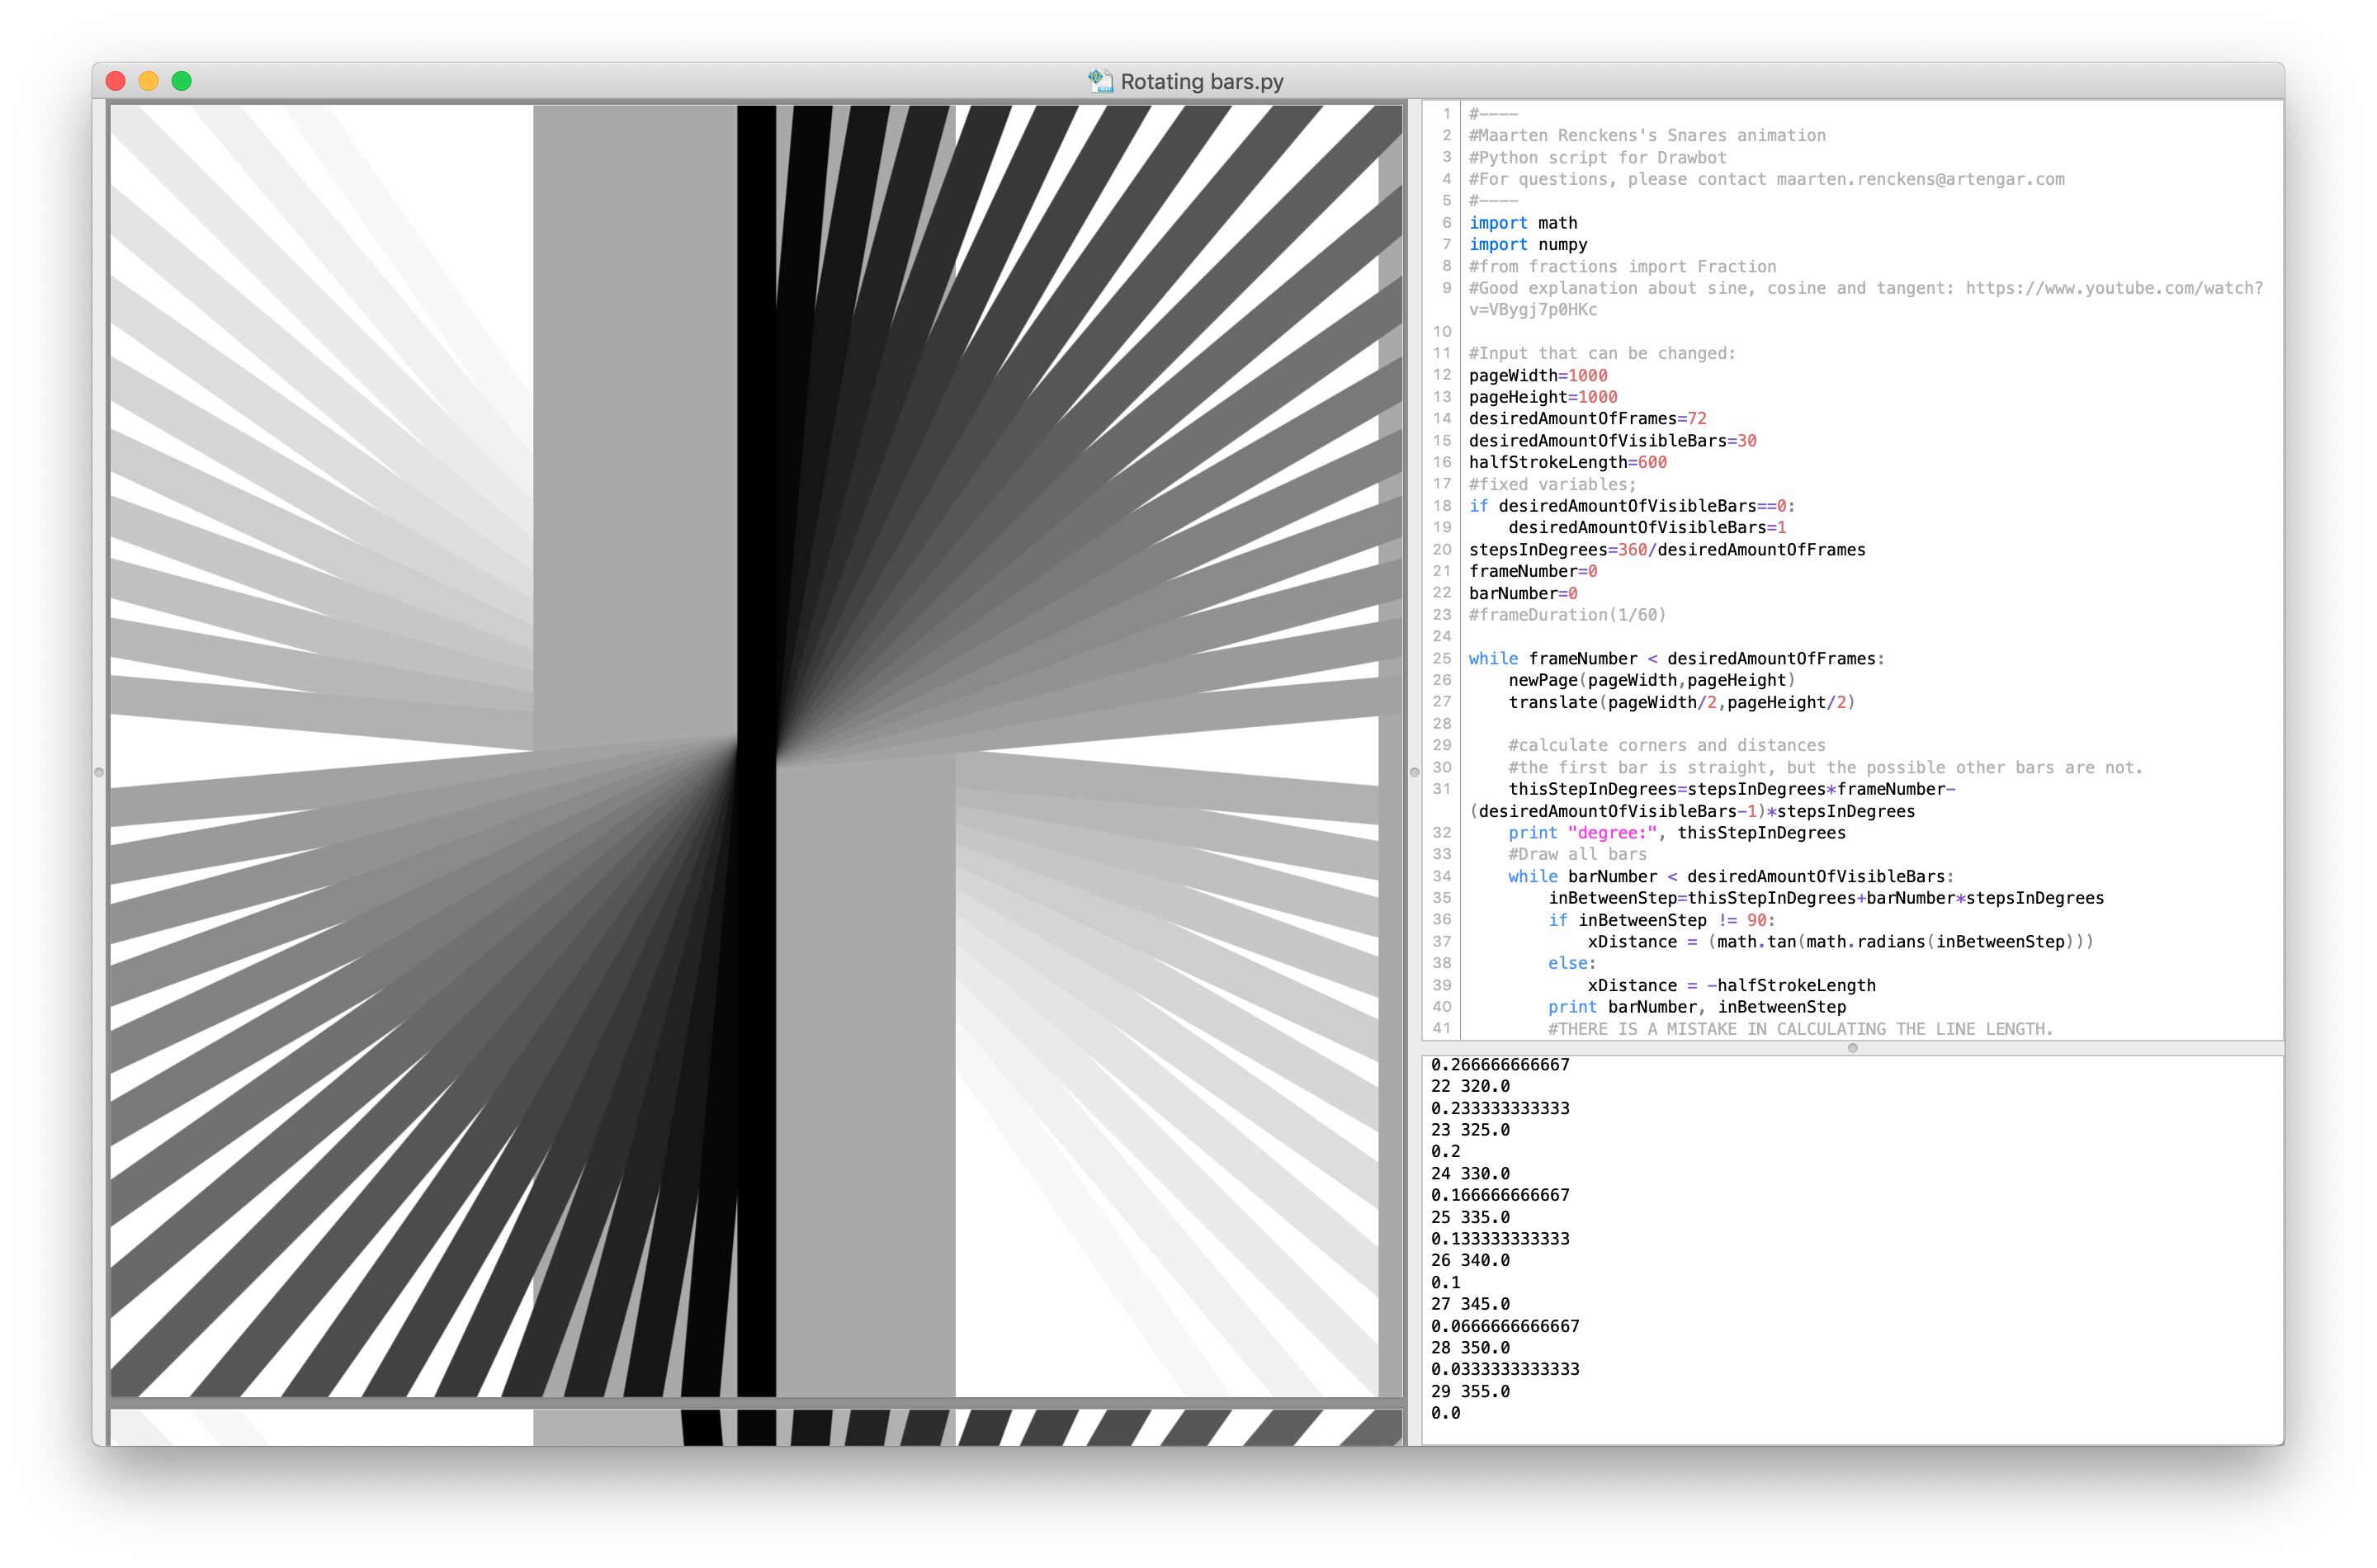 Rotating bars.py
1 #----
2 #Maarten Renckens's Snares animation
3 #Python script for Drawbot
4 #For questions, please contact maarten.renckens@artengar.com
5 #----
6 import math
7 import numpy
8 #from fractions import Fraction
9 #Good explanation about sine, cosine and tangent: https://www.youtube.com/watch?
v=VBygj7p0HKc
10
11 #Input that can be changed:
12 pageWidth=1000
13 pageHeight=1000
14 desiredAmountOfFrames=72
15 desiredAmountOfVisibleBars=30
16 halfStrokeLength=600
17 #fixed variables;
18 if desiredAmountOfVisibleBars==0:
19     desiredAmountOfVisibleBars=1
20 stepsInDegrees=360/desiredAmountOfFrames
21 frameNumber=0
22 barNumber=0
23 #frameDuration(1/60)
24
25 while frameNumber < desiredAmountOfFrames:
26     newPage(pageWidth,pageHeight)
27     translate(pageWidth/2,pageHeight/2)
28
29     #calculate corners and distances
30     #the first bar is straight, but the possible other bars are not.
31     thisStepInDegrees=stepsInDegrees*frameNumber-
(desiredAmountOfVisibleBars-1)*stepsInDegrees
32     print "degree:", thisStepInDegrees
33     #Draw all bars
34     while barNumber < desiredAmountOfVisibleBars:
35         inBetweenStep=thisStepInDegrees+barNumber*stepsInDegrees
36         if inBetweenStep != 90:
37             xDistance = (math.tan(math.radians(inBetweenStep)))
38         else:
39             xDistance = -halfStrokeLength
40         print barNumber, inBetweenStep
41         #THERE IS A MISTAKE IN CALCULATING THE LINE LENGTH.
0.266666666667
22 320.0
0.233333333333
23 325.0
0.2
24 330.0
0.166666666667
25 335.0
0.133333333333
26 340.0
0.1
27 345.0
0.0666666666667
28 350.0
0.0333333333333
29 355.0
0.0